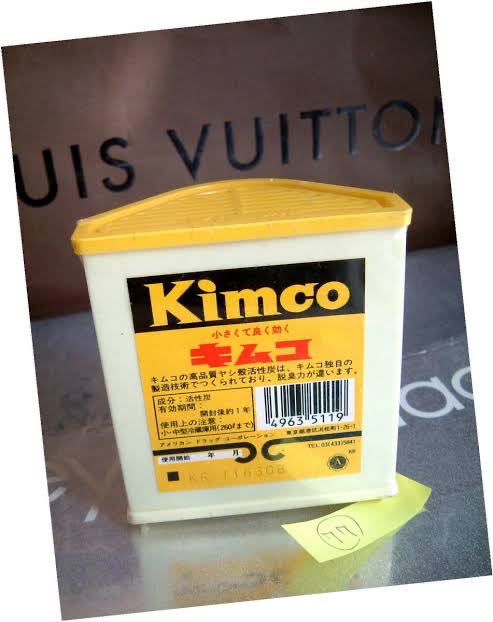 UIS VUITTON
Kimco
小さくて良く効く
キムコ
キムコの高品質ヤシ殻活性炭は、キムコ独自の
製造技術でつくられており、脱臭力が違います。
成分：活性炭
有効期間：
開封後約1年
使用上の注意：
小・中型冷蔵庫用(250ℓまで)
4963 5119
アメリカン ドラッグ コーポレーション
東京都港区浜松町1-26-1
TEL 03(433)5841
使用開始 年 月
KR
A
77